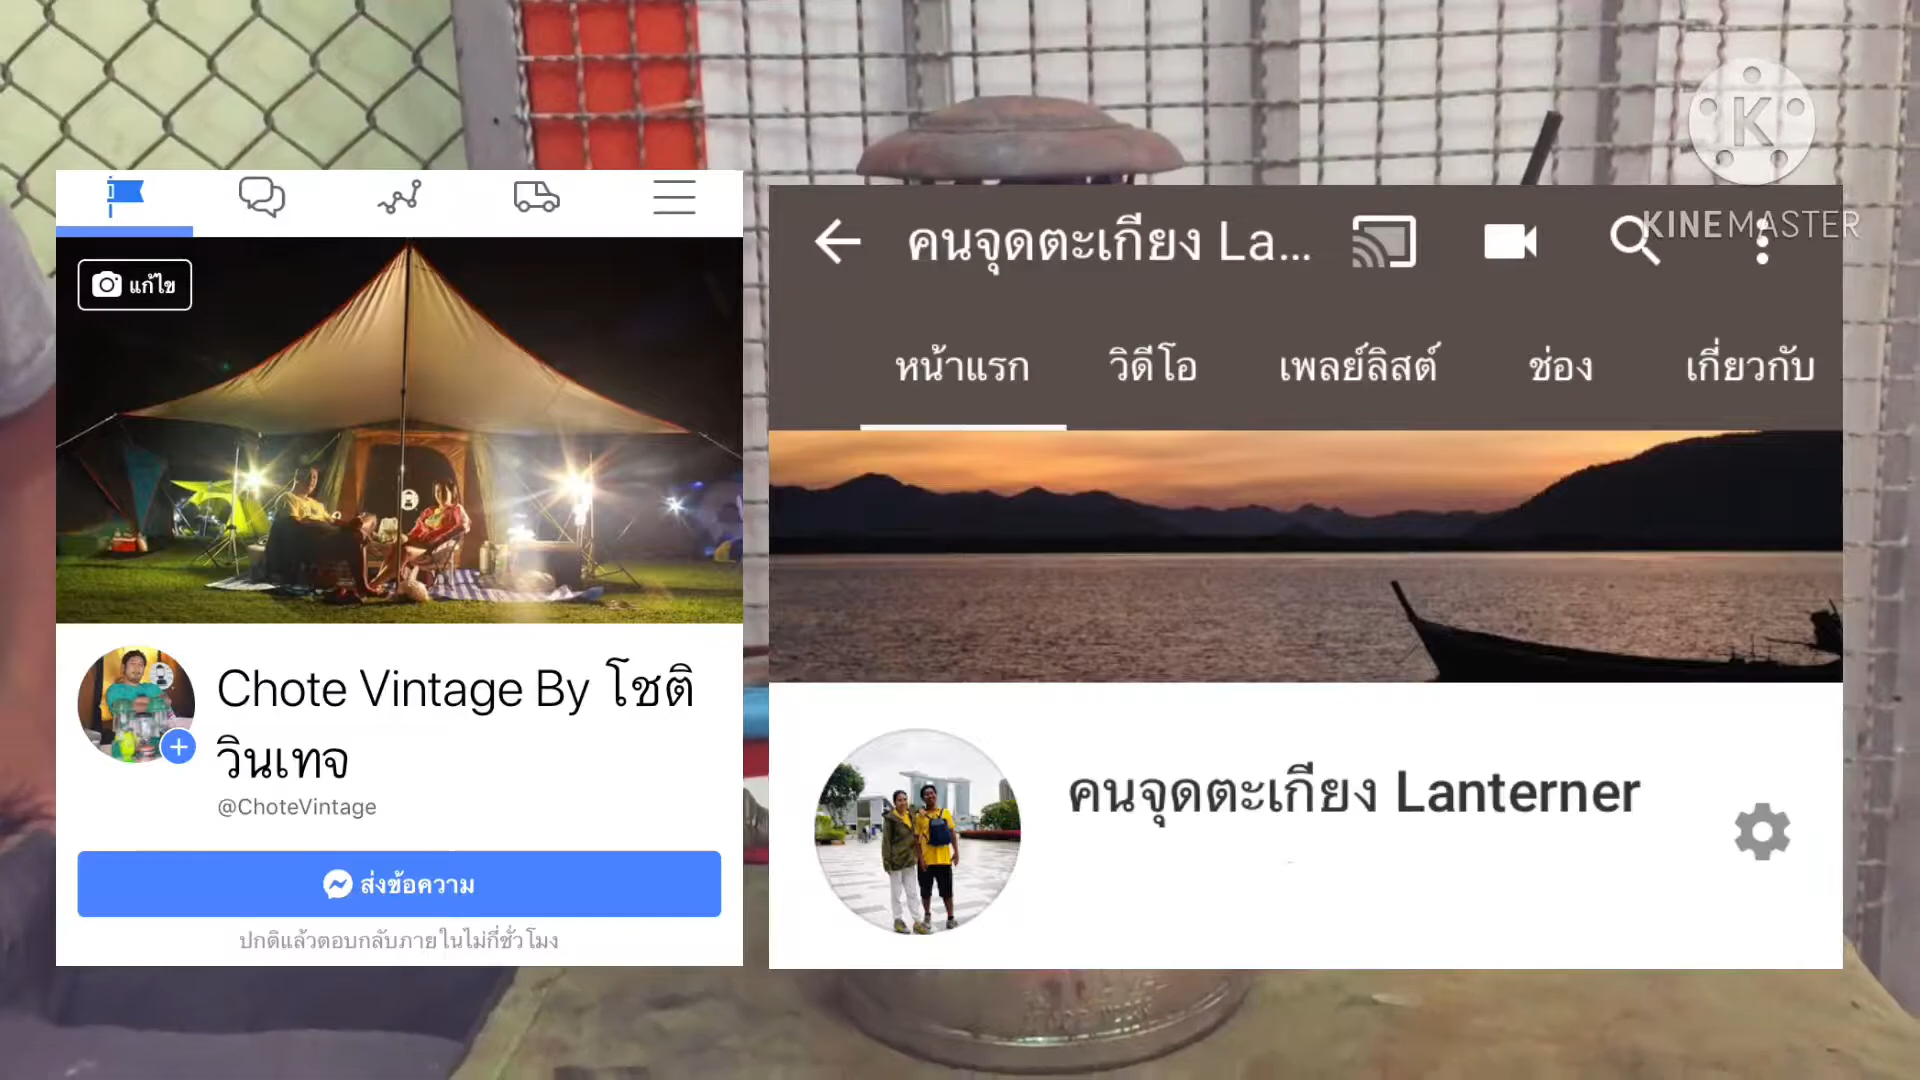 แก้ไข
Chote Vintage By โชติ
วินเทจ
@ChoteVintage
ส่งข้อความ
ปกติแล้วตอบกลับภายในไม่กี่ชั่วโมง
คนจุดตะเกียง La...
หน้าแรก
วิดีโอ
เพลย์ลิสต์
ช่อง
เกี่ยวกับ
คนจุดตะเกียง Lanterner
K
KINEMASTER